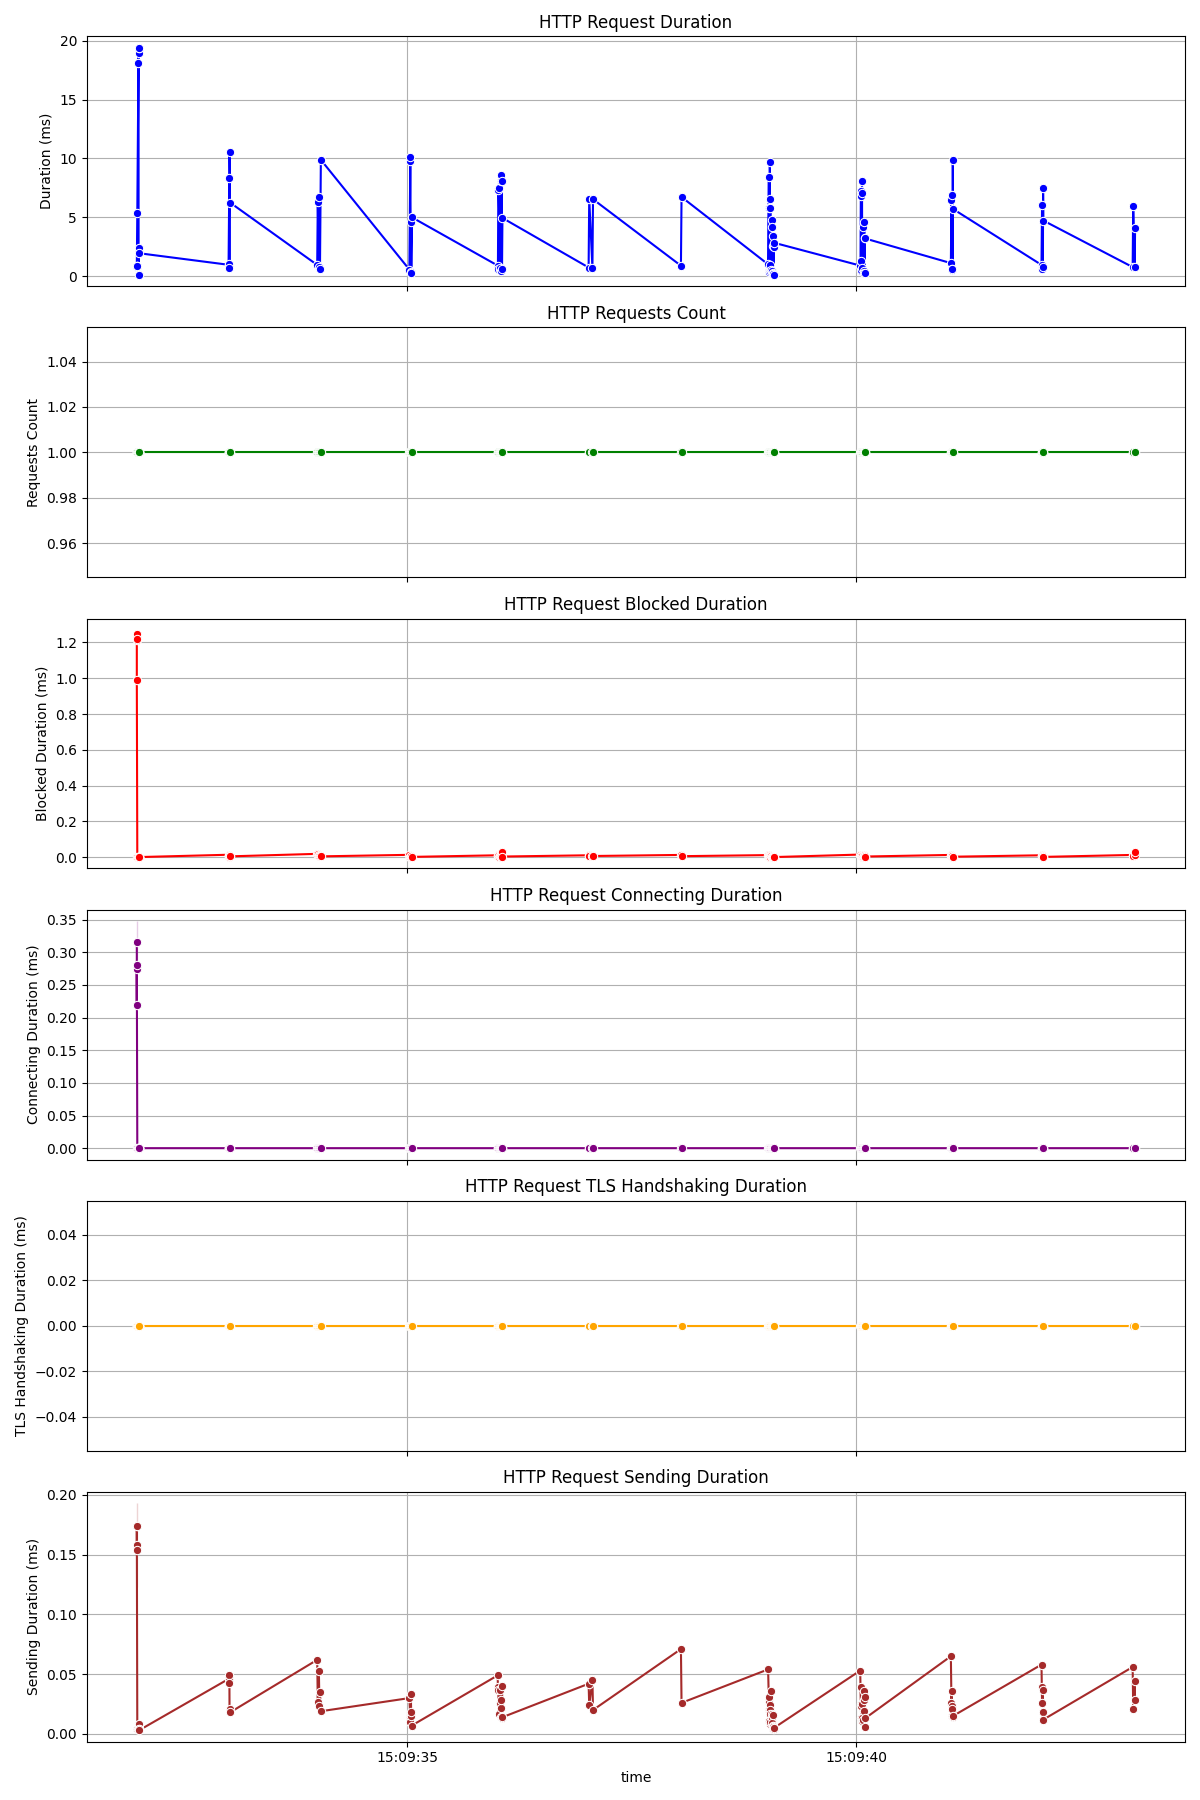 HTTP Request Duration
20
15
10
5
0
Duration (ms)
HTTP Requests Count
1.04
1.02
1.00
0.98
0.96
Requests Count
HTTP Request Blocked Duration
1.2
1.0
0.8
0.6
0.4
0.2
0.0
Blocked Duration (ms)
HTTP Request Connecting Duration
0.35
0.30
0.25
0.20
0.15
0.10
0.05
0.00
Connecting Duration (ms)
HTTP Request TLS Handshaking Duration
0.04
0.02
0.00
−0.02
−0.04
TLS Handshaking Duration (ms)
HTTP Request Sending Duration
0.20
0.15
0.10
0.05
0.00
Sending Duration (ms)
15:09:35 15:09:40
time